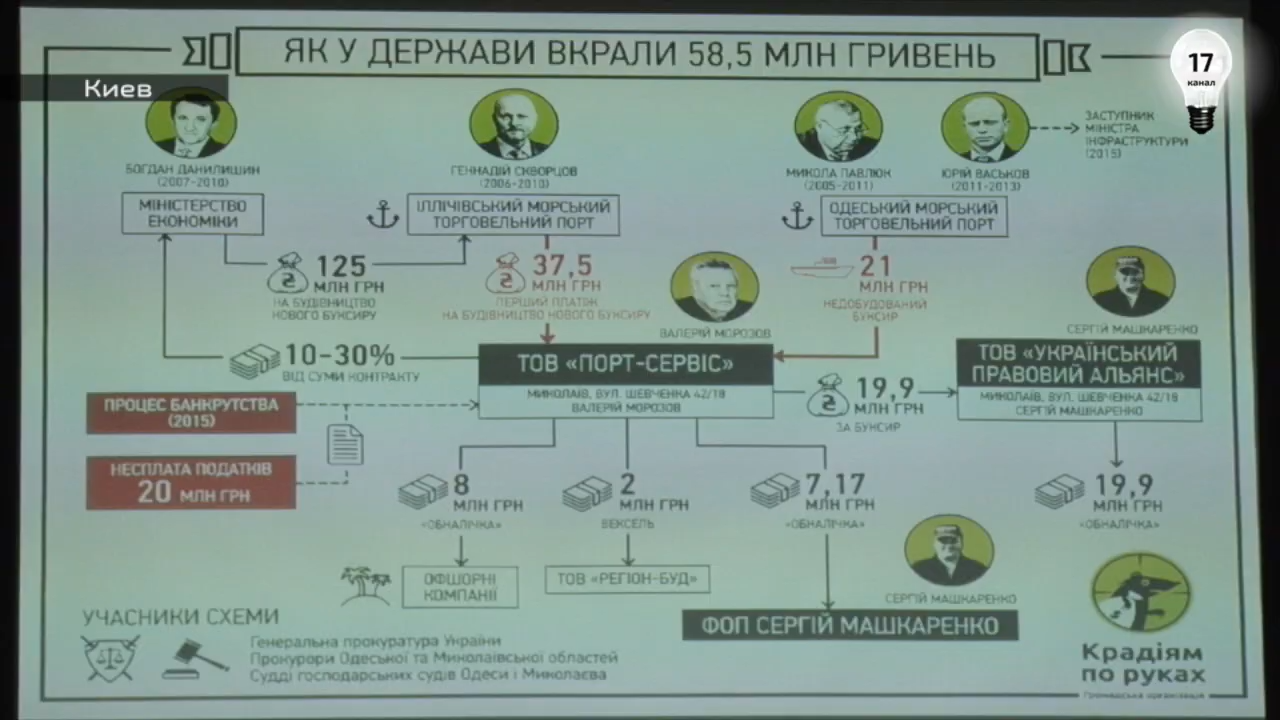 ЯК У ДЕРЖАВИ ВКРАЛИ 58,5 МЛН ГРИВЕНЬ
17
канал
Киев
ЗАСТУПНИК
МІНІСТРА
ІНФРАСТРУКТУРИ
(2015)
БОГДАН ДАНИЛИШИН
(2007-2010)
ГЕННАДІЙ СКВОРЦОВ
(2006-2010)
МИКОЛА ПАВЛЮК
(2005-2011)
ЮРІЙ ВАСЬКОВ
(2011-2013)
МІНІСТЕРСТВО
ЕКОНОМІКИ
ІЛЛІЧІВСЬКИЙ МОРСЬКИЙ
ТОРГОВЕЛЬНИЙ ПОРТ
ОДЕСЬКИЙ МОРСЬКИЙ
ТОРГОВЕЛЬНИЙ ПОРТ
125
МЛН ГРН
НА БУДІВНИЦТВО
НОВОГО БУКСИРУ
37,5
МЛН ГРН
ПЕРШИЙ ПЛАТІЖ
НА БУДІВНИЦТВО НОВОГО БУКСИРУ
21
МЛН ГРН
НЕДОБУДОВАНИЙ
БУКСИР
ВАЛЕРІЙ МОРОЗОВ
СЕРГІЙ МАШКАРЕНКО
10-30%
ВІД СУМИ КОНТРАКТУ
ТОВ «ПОРТ-СЕРВІС»
МИКОЛАЇВ, ВУЛ. ШЕВЧЕНКА 42/18
ВАЛЕРІЙ МОРОЗОВ
ТОВ «УКРАЇНСЬКИЙ
ПРАВОВИЙ АЛЬЯНС»
МИКОЛАЇВ, ВУЛ. ШЕВЧЕНКА 42/18
СЕРГІЙ МАШКАРЕНКО
19,9
МЛН ГРН
ЗА БУКСИР
ПРОЦЕС БАНКРУТСТВА
(2015)
НЕСПЛАТА ПОДАТКІВ
20 МЛН ГРН
8
МЛН ГРН
«ОБНАЛІЧКА»
2
МЛН ГРН
ВЕКСЕЛЬ
7,17
МЛН ГРН
«ОБНАЛІЧКА»
19,9
МЛН ГРН
«ОБНАЛІЧКА»
ОФШОРНІ
КОМПАНІЇ
ТОВ «РЕГІОН-БУД»
СЕРГІЙ МАШКАРЕНКО
ФОП СЕРГІЙ МАШКАРЕНКО
УЧАСНИКИ СХЕМИ
Генеральна прокуратура України
Прокурори Одеської та Миколаївської областей
Судді господарських судів Одеси і Миколаєва
Крадіям
по руках
Громадська організація